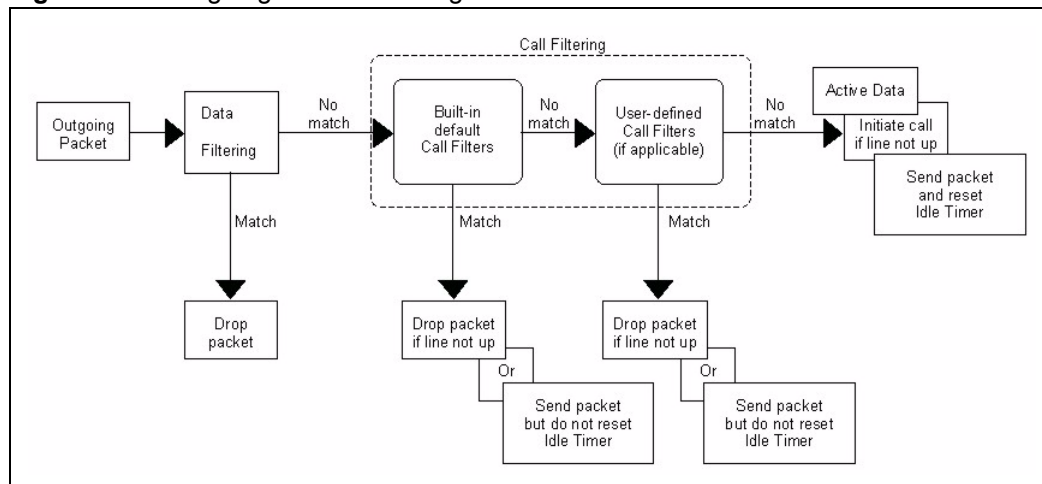 Call Filtering
Outgoing
Packet
Data
Filtering
No
match
Built-in
default
Call Filters
No
match
User-defined
Call Filters
(if applicable)
No
match
Active Data
Initiate call
if line not up
Send packet
and reset
Idle Timer
Match
Match
Match
Drop
packet
Drop packet
if line not up
Or
Send packet
but do not reset
Idle Timer
Drop packet
if line not up
Or
Send packet
but do not reset
Idle Timer